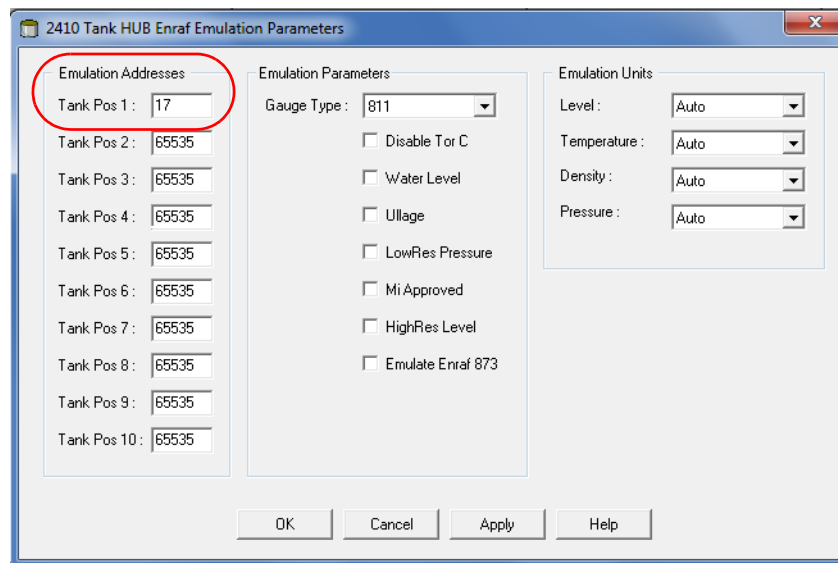 2410 Tank HUB Enraf Emulation Parameters
Emulation Addresses
Tank Pos 1 : 17
Tank Pos 2 : 65535
Tank Pos 3 : 65535
Tank Pos 4 : 65535
Tank Pos 5 : 65535
Tank Pos 6 : 65535
Tank Pos 7 : 65535
Tank Pos 8 : 65535
Tank Pos 9 : 65535
Tank Pos 10 : 65535
Emulation Parameters
Gauge Type : 811
Disable T or C
Water Level
Ullage
LowRes Pressure
Mi Approved
HighRes Level
Emulate Enraf 873
Emulation Units
Level : Auto
Temperature : Auto
Density : Auto
Pressure : Auto
OK Cancel Apply Help